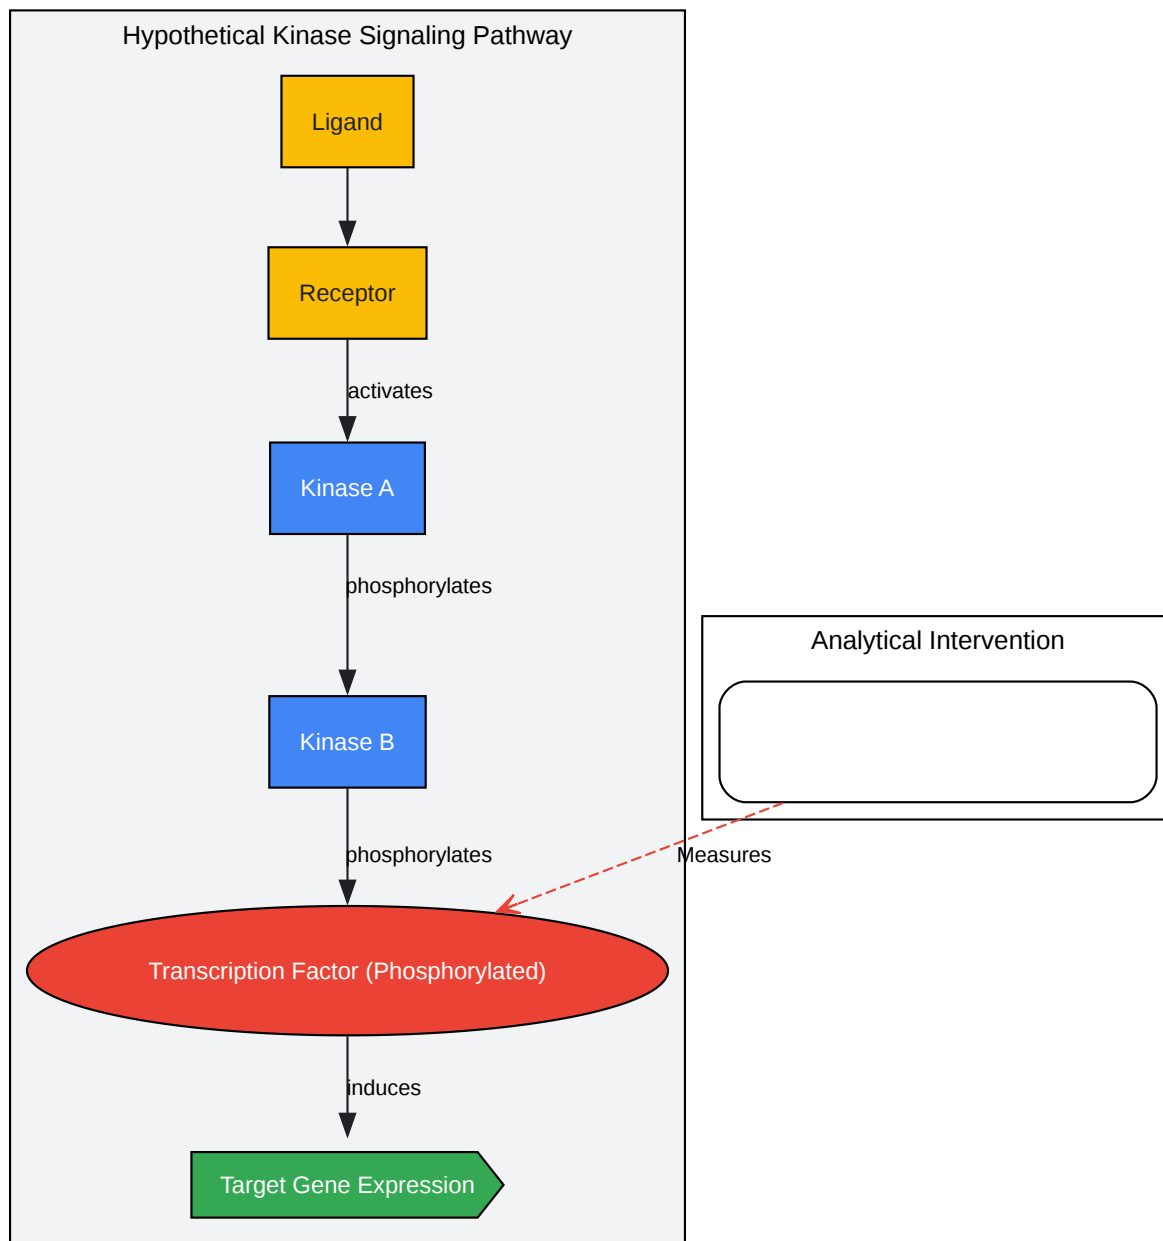 Hypothetical Kinase Signaling Pathway
Ligand
Receptor
activates
Kinase A
phosphorylates
Analytical Intervention
Kinase B
phosphorylates
Measures
Transcription Factor (Phosphorylated)
induces
Target Gene Expression